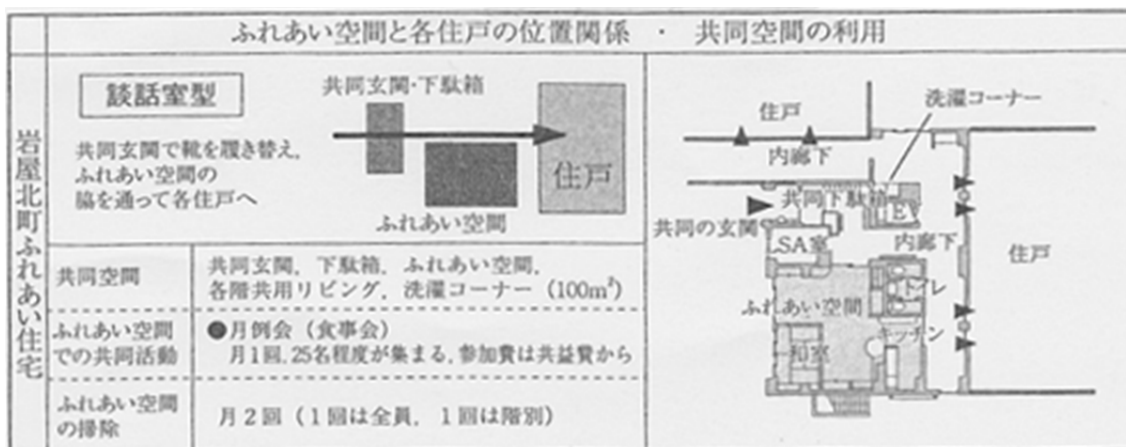 ふれあい空間と各住戸の位置関係 ・ 共同空間の利用
岩屋北町ふれあい住宅
談話室型
共同玄関で靴を履き替え,
ふれあい空間の
脇を通って各住戸へ
共同玄関・下駄箱
住戸
ふれあい空間
共同空間
共同玄関, 下駄箱, ふれあい空間,
各階共用リビング, 洗濯コーナー (100m²)
ふれあい空間
での共同活動
●月例会 (食事会)
月1回, 25名程度が集まる, 参加費は共益費から
ふれあい空間
の掃除
月2回 (1回は全員, 1回は階別)
洗濯コーナー
住戸
内廊下
共同下駄箱
EV
共同の玄関
SA室
内廊下
住戸
トイレ
ふれあい空間
キッチン
和室